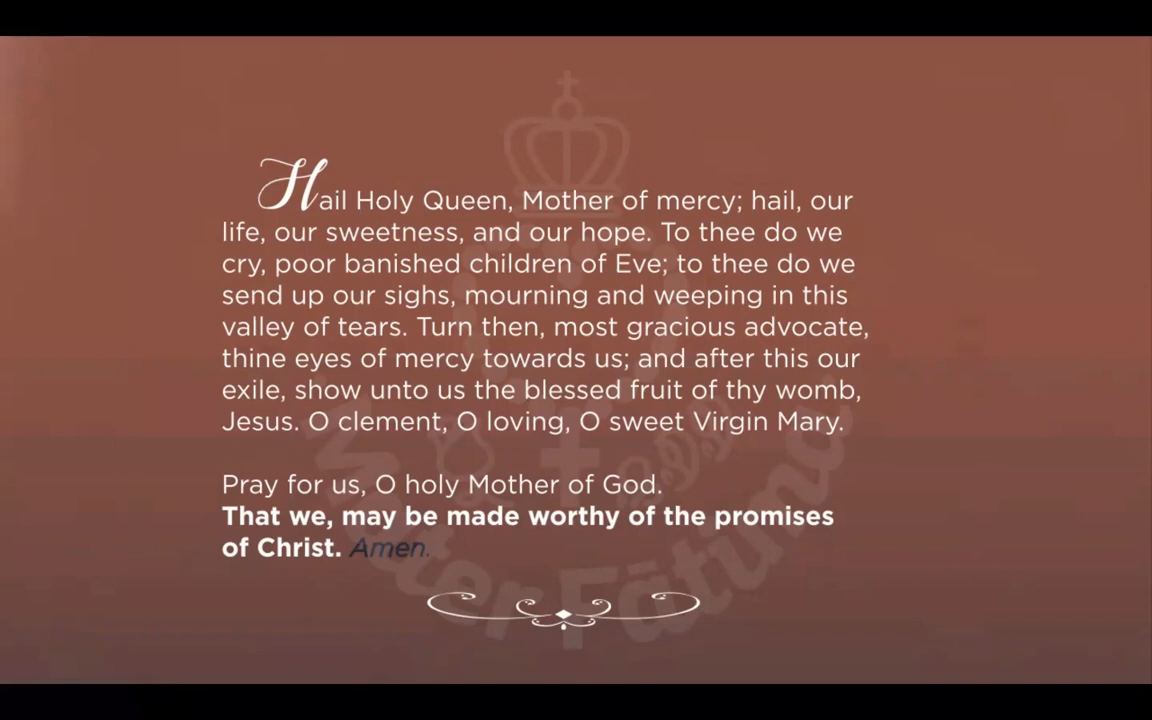 Hail Holy Queen, Mother of mercy; hail, our
life, our sweetness, and our hope. To thee do we
cry, poor banished children of Eve; to thee do we
send up our sighs, mourning and weeping in this
valley of tears. Turn then, most gracious advocate,
thine eyes of mercy towards us; and after this our
exile, show unto us the blessed fruit of thy womb,
Jesus. O clement, O loving, O sweet Virgin Mary.
Pray for us, O holy Mother of God.
That we, may be made worthy of the promises
of Christ. Amen.
Mater Fātima